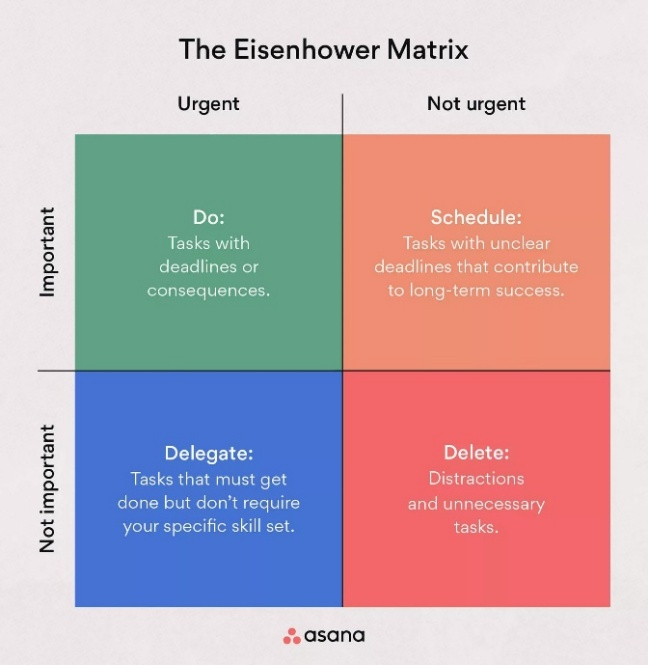 The Eisenhower Matrix
Urgent
Not urgent
Important
Do:
Tasks with
deadlines or
consequences.
Schedule:
Tasks with unclear
deadlines that contribute
to long-term success.
Not important
Delegate:
Tasks that must get
done but don’t require
your specific skill set.
Delete:
Distractions
and unnecessary
tasks.
asana